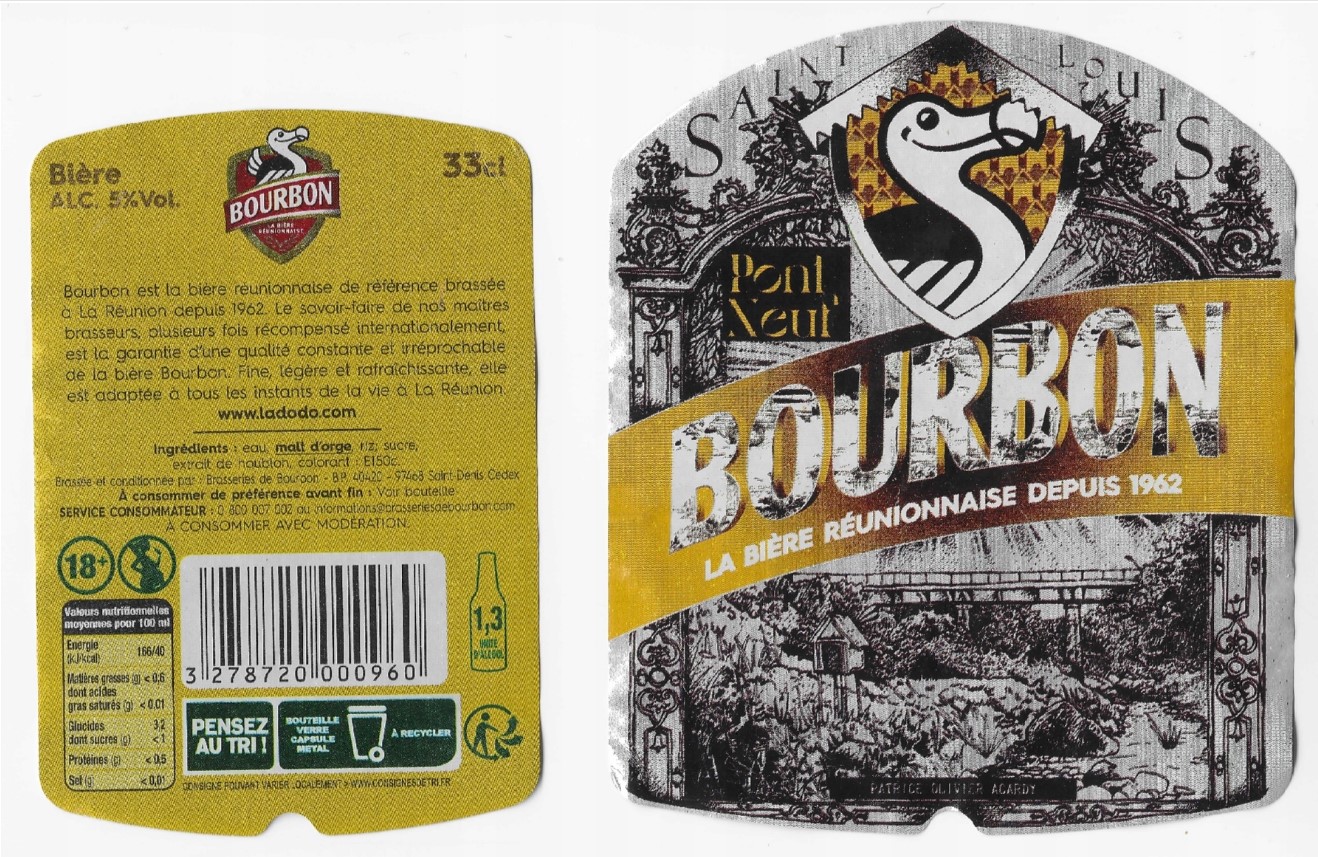 Bière
ALC. 5%Vol.
BOURBON
LA BIÈRE
RÉUNIONNAISE
33cl
Bourbon est la bière réunionnaise de référence brassée
à La Réunion depuis 1962. Le savoir-faire de nos maîtres
brasseurs, plusieurs fois récompensé internationalement,
est la garantie d'une qualité constante et irréprochable
de la bière Bourbon. Fine, légère et rafraîchissante, elle
est adaptée à tous les instants de la vie à La Réunion.
www.ladodo.com
Ingrédients : eau, malt d'orge, riz, sucre,
extrait de houblon, colorant : E150c.
Brassée et conditionnée par : Brasseries de Bourbon - B.P. 40420 - 97468 Saint-Denis Cedex
À consommer de préférence avant fin : Voir bouteille
SERVICE CONSOMMATEUR : 0 800 007 002 ou informations@brasseriesdebourbon.com
À CONSOMMER AVEC MODÉRATION.
18+
Valeurs nutritionnelles
moyennes pour 100 ml
Energie
(kJ/kcal) 166/40
Matières grasses (g) < 0,5
dont acides
gras saturés (g) < 0.01
Glucides 3,2
dont sucres (g) < 1
Protéines (g) < 0,5
Sel (g) < 0,01
3 278720 000960
1,3
UNITÉ
D'ALCOOL
PENSEZ
AU TRI !
BOUTEILLE
VERRE
CAPSULE
METAL
À RECYCLER
CONSIGNE POUVANT VARIER LOCALEMENT > WWW.CONSIGNESDETRI.FR
SAINT LOUIS
Pont
Neuf
BOURBON
LA BIÈRE RÉUNIONNAISE DEPUIS 1962
PATRICE OLIVIER ACARDY